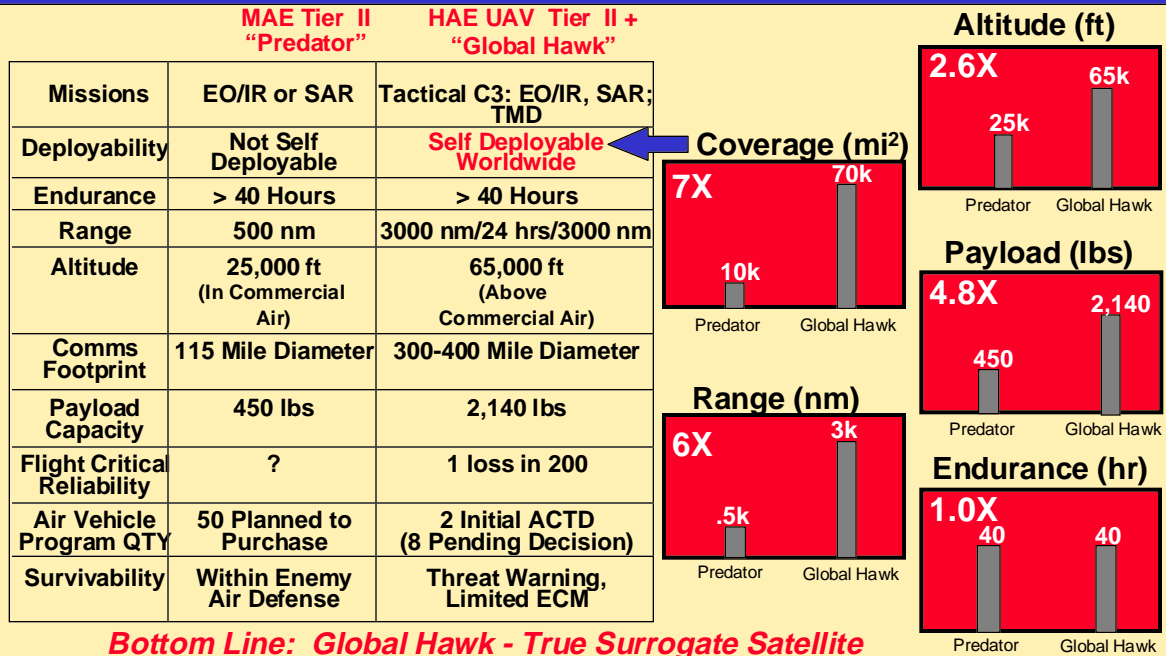 MAE Tier II
“Predator”
HAE UAV Tier II +
“Global Hawk”
Missions
EO/IR or SAR
Tactical C3: EO/IR, SAR;
TMD
Deployability
Not Self
Deployable
Self Deployable
Worldwide
Endurance
> 40 Hours
> 40 Hours
Range
500 nm
3000 nm/24 hrs/3000 nm
Altitude
25,000 ft
(In Commercial
Air)
65,000 ft
(Above
Commercial Air)
Comms
Footprint
115 Mile Diameter
300-400 Mile Diameter
Payload
Capacity
450 lbs
2,140 lbs
Flight Critical
Reliability
?
1 loss in 200
Air Vehicle
Program QTY
50 Planned to
Purchase
2 Initial ACTD
(8 Pending Decision)
Survivability
Within Enemy
Air Defense
Threat Warning,
Limited ECM
Coverage (mi²)
7X
10k
70k
Predator
Global Hawk
Range (nm)
6X
.5k
3k
Predator
Global Hawk
Altitude (ft)
2.6X
25k
65k
Predator
Global Hawk
Payload (lbs)
4.8X
450
2,140
Predator
Global Hawk
Endurance (hr)
1.0X
40
40
Predator
Global Hawk
Bottom Line: Global Hawk - True Surrogate Satellite